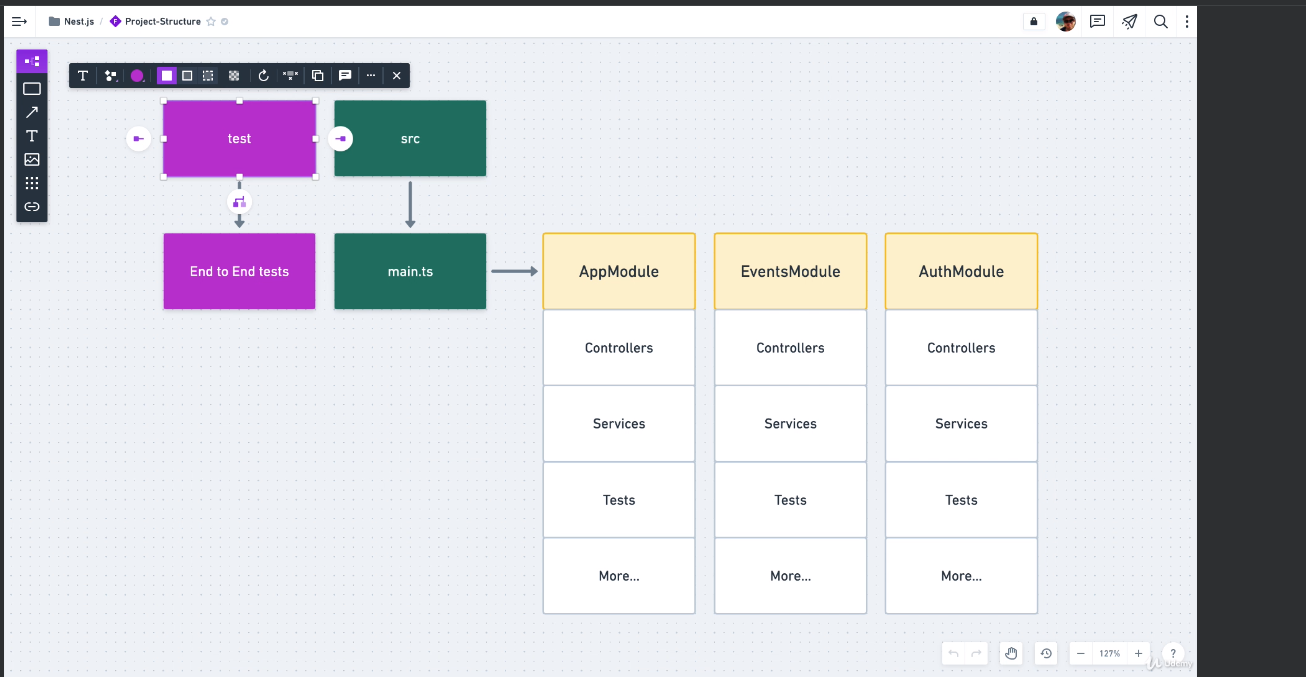 Nest.js / Project-Structure
T
T
test
src
End to End tests
main.ts
AppModule
EventsModule
AuthModule
Controllers
Controllers
Controllers
Services
Services
Services
Tests
Tests
Tests
More...
More...
More...
127%
?
Udemy